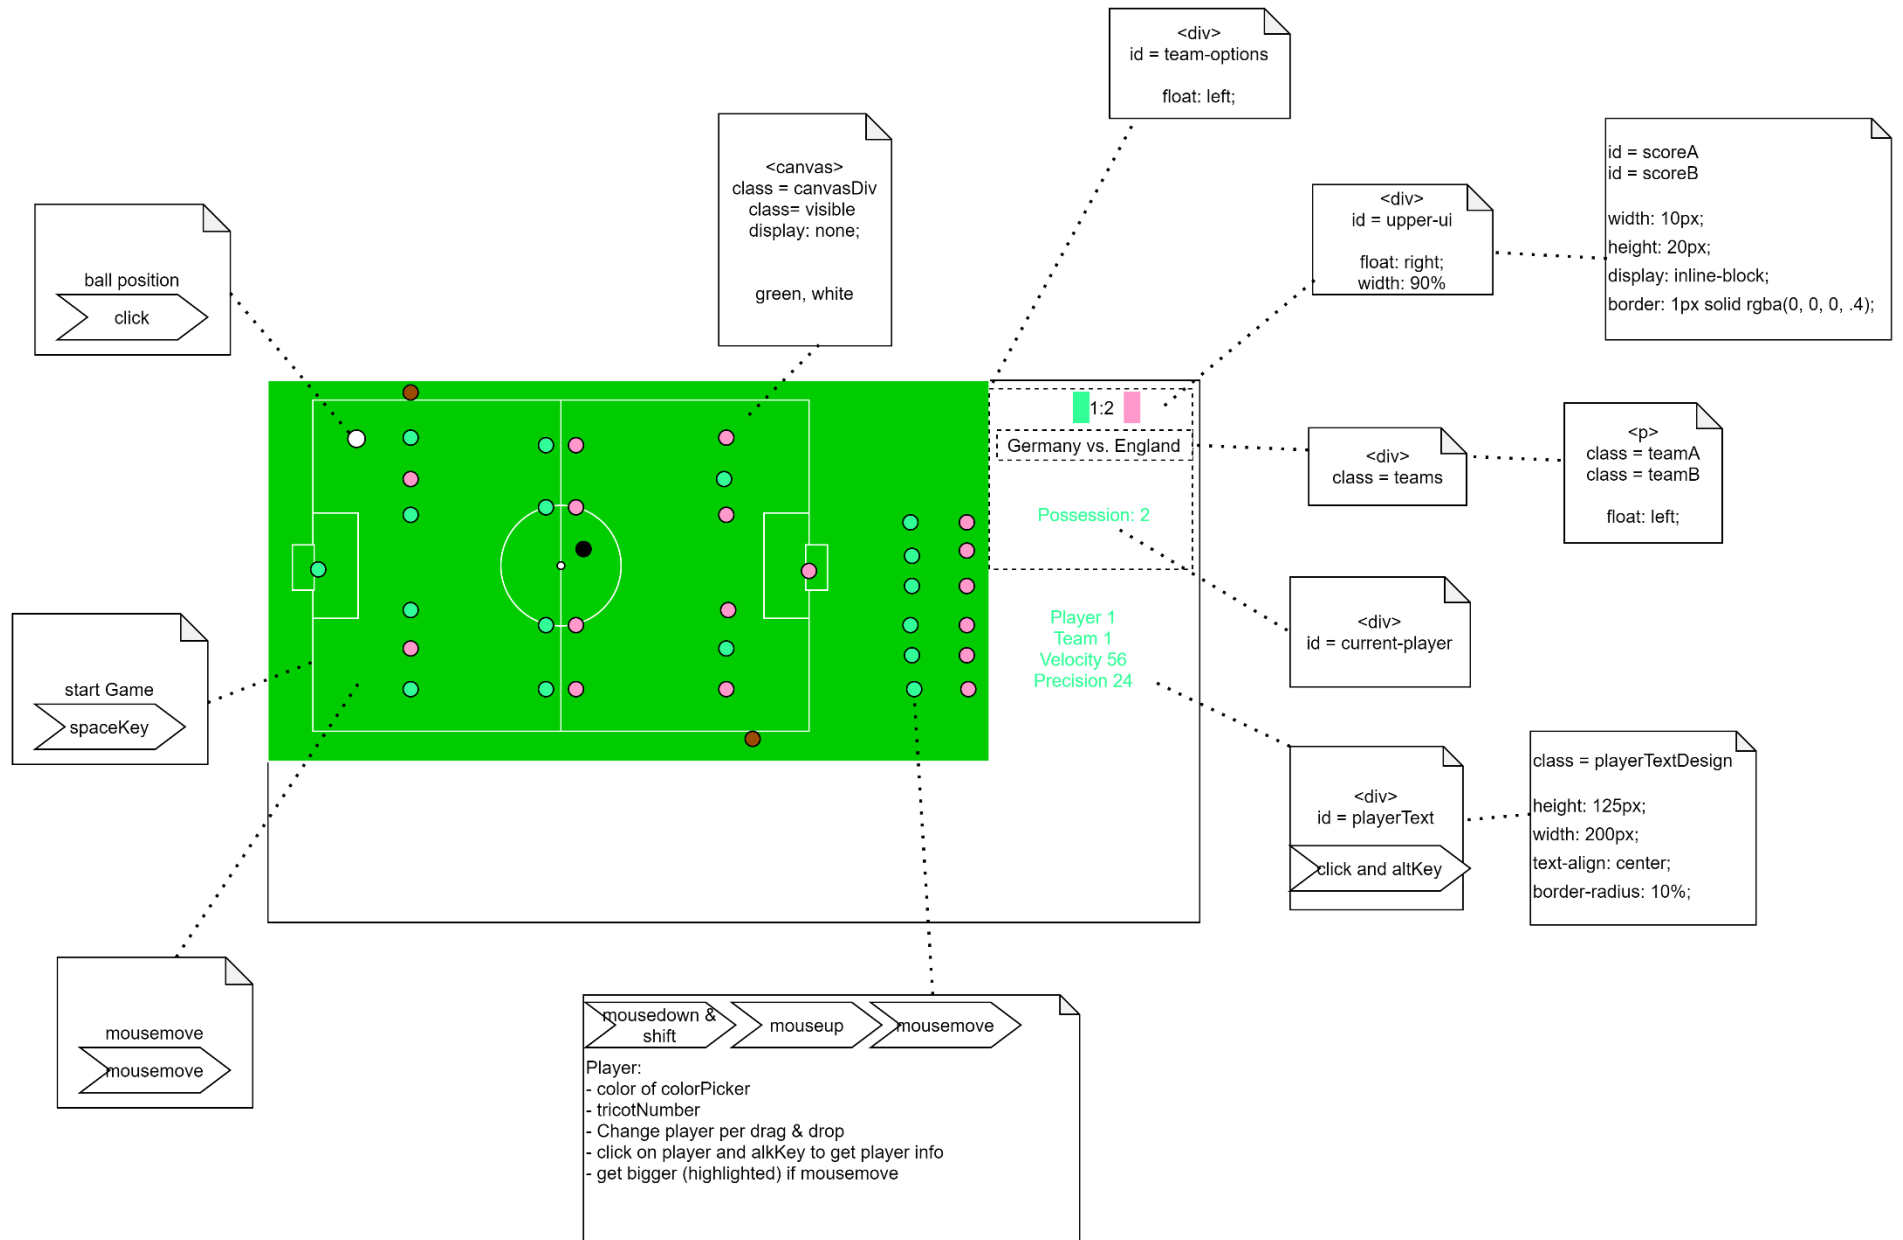 <div>
id = team-options
float: left;
<canvas>
class = canvasDiv
class= visible
display: none;
green, white
id = scoreA
id = scoreB
width: 10px;
height: 20px;
display: inline-block;
border: 1px solid rgba(0, 0, 0, .4);
<div>
id = upper-ui
float: right;
width: 90%
ball position
click
1:2
Germany vs. England
<div>
class = teams
<p>
class = teamA
class = teamB
float: left;
Possession: 2
<div>
id = current-player
Player 1
Team 1
Velocity 56
Precision 24
start Game
spaceKey
<div>
id = playerText
click and altKey
class = playerTextDesign
height: 125px;
width: 200px;
text-align: center;
border-radius: 10%;
mousemove
mousemove
mousedown &
shift
mouseup
mousemove
Player:
- color of colorPicker
- tricotNumber
- Change player per drag & drop
- click on player and alkKey to get player info
- get bigger (highlighted) if mousemove